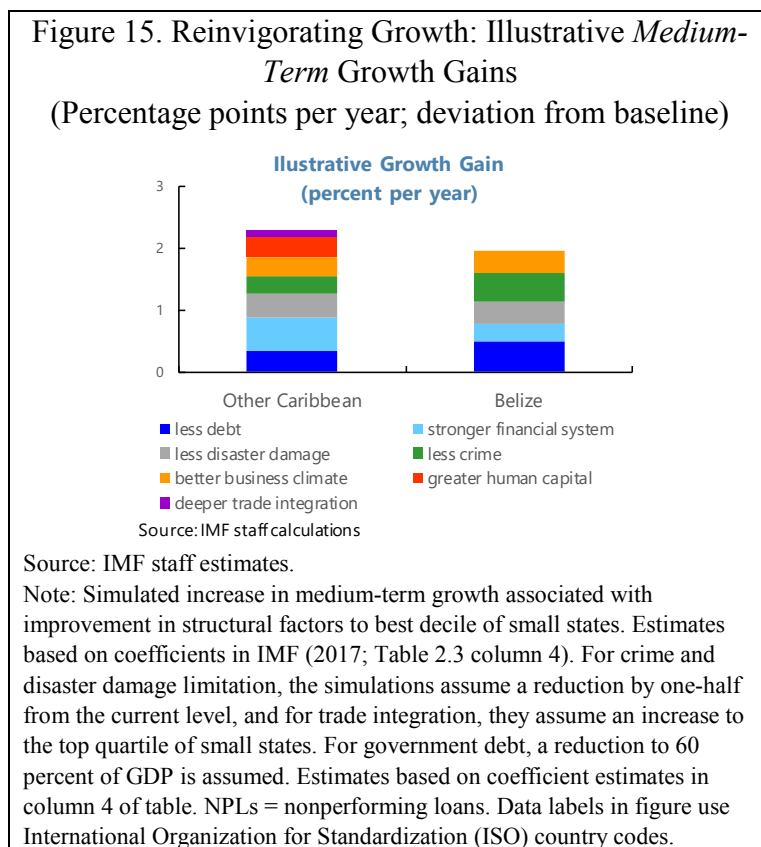 Figure 15. Reinvigorating Growth: Illustrative Medium-
Term Growth Gains
(Percentage points per year; deviation from baseline)
Ilustrative Growth Gain
(percent per year)
3
2
1
0
Other Caribbean Belize
less debt stronger financial system
less disaster damage less crime
better business climate greater human capital
deeper trade integration
Source: IMF staff calculations
Source: IMF staff estimates.
Note: Simulated increase in medium-term growth associated with
improvement in structural factors to best decile of small states. Estimates
based on coefficients in IMF (2017; Table 2.3 column 4). For crime and
disaster damage limitation, the simulations assume a reduction by one-half
from the current level, and for trade integration, they assume an increase to
the top quartile of small states. For government debt, a reduction to 60
percent of GDP is assumed. Estimates based on coefficient estimates in
column 4 of table. NPLs = nonperforming loans. Data labels in figure use
International Organization for Standardization (ISO) country codes.